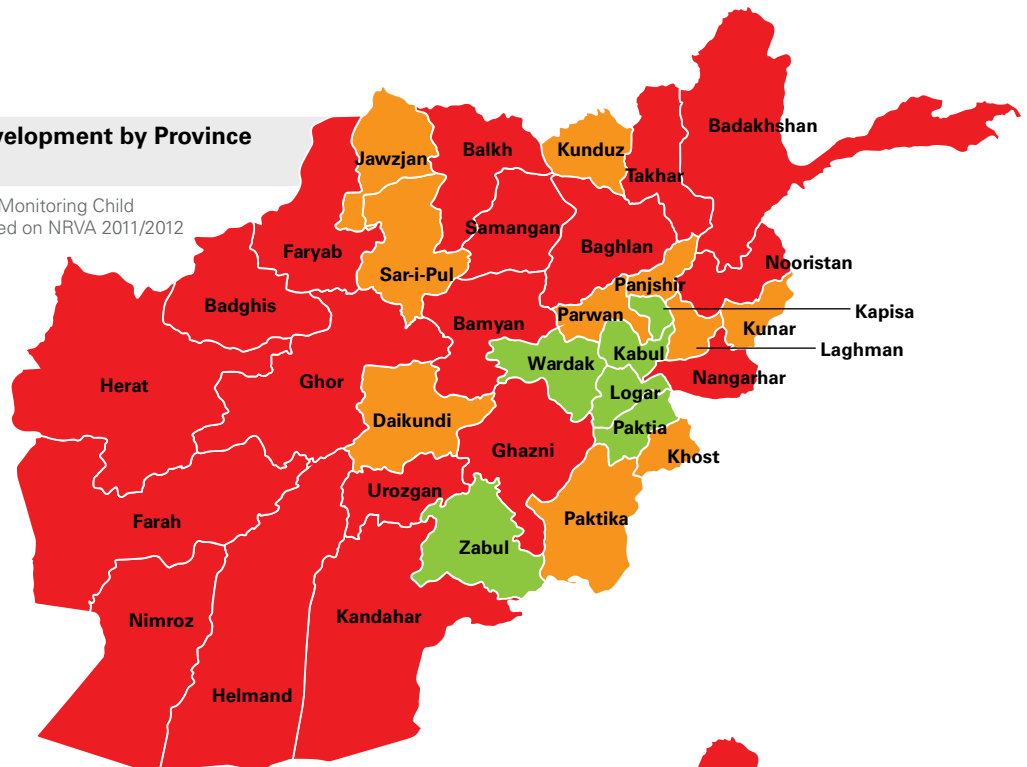 velopment by Province
Monitoring Child
ed on NRVA 2011/2012
Badakhshan
Jawzjan
Balkh
Kunduz
Takhar
Samangan
Baghlan
Faryab
Sar-i-Pul
Nooristan
Panjshir
Badghis
Parwan
Kapisa
Bamyan
Kunar
Laghman
Kabul
Wardak
Herat
Ghor
Nangarhar
Logar
Daikundi
Paktia
Ghazni
Khost
Urozgan
Farah
Paktika
Zabul
Nimroz
Kandahar
Helmand